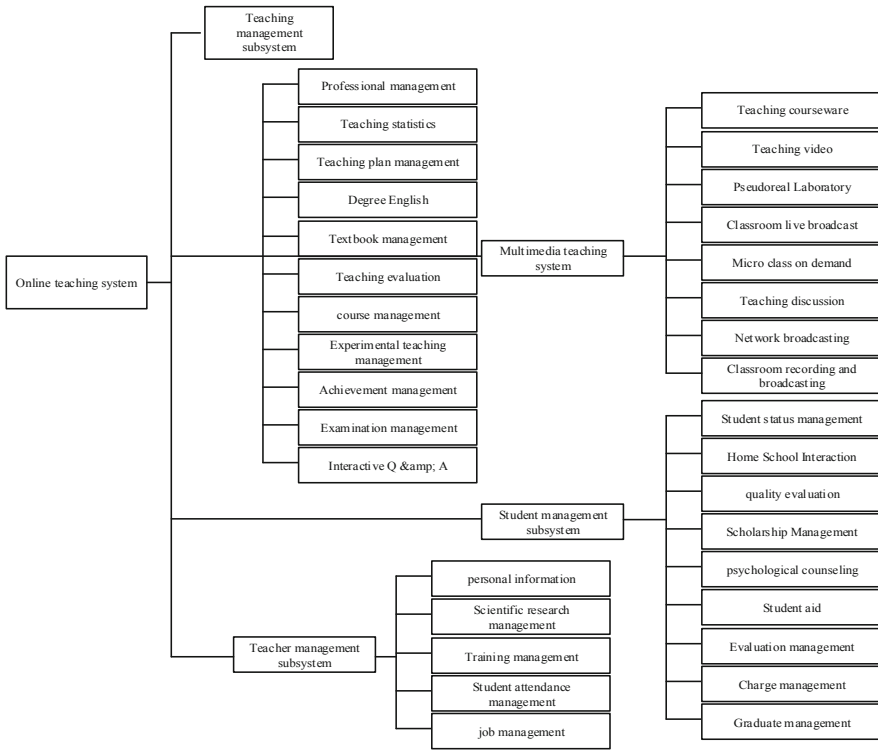 Online teaching system
Teaching
management
subsystem
Professional management
Teaching statistics
Teaching plan management
Degree English
Textbook management
Teaching evaluation
course management
Experimental teaching
management
Achievement management
Examination management
Interactive Q &amp; A
Multimedia teaching
system
Teaching courseware
Teaching video
Pseudoreal Laboratory
Classroom live broadcast
Micro class on demand
Teaching discussion
Network broadcasting
Classroom recording and
broadcasting
Student management
subsystem
Student status management
Home School Interaction
quality evaluation
Scholarship Management
psychological counseling
Student aid
Evaluation management
Charge management
Graduate management
Teacher management
subsystem
personal information
Scientific research
management
Training management
Student attendance
management
job management